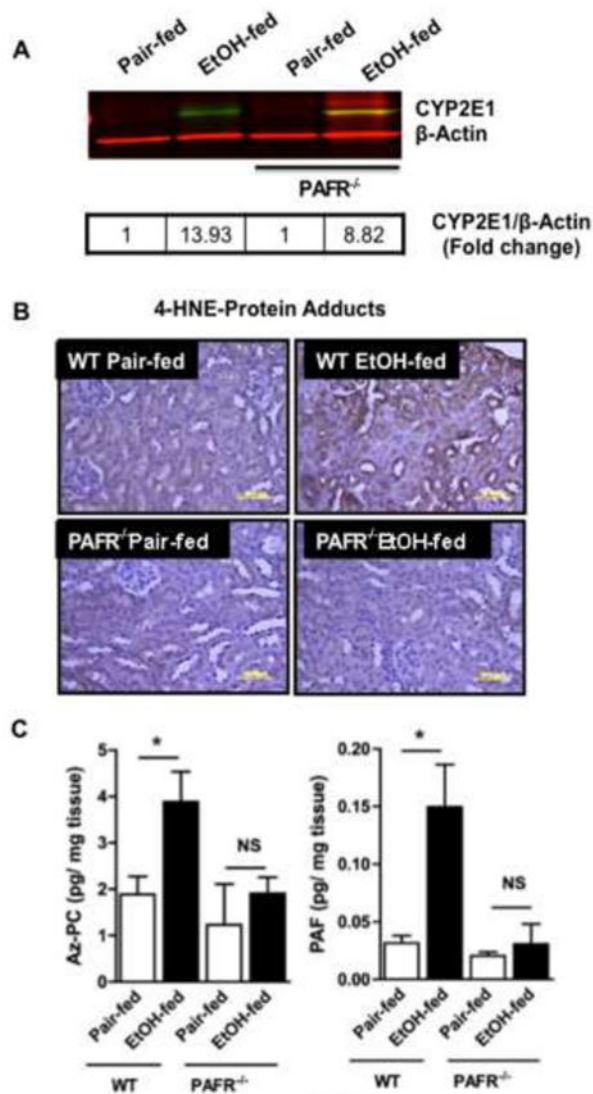 A
Pair-fed EtOH-fed Pair-fed EtOH-fed
CYP2E1
β-Actin
PAFR-/-
1 13.93 1 8.82
CYP2E1/β-Actin
(Fold change)
B
4-HNE-Protein Adducts
WT Pair-fed WT EtOH-fed
PAFR-/-Pair-fed PAFR-/-EtOH-fed
C
Az-PC (pg/ mg tissue)
5
4
3
2
1
0
*
NS
Pair-fed EtOH-fed Pair-fed EtOH-fed
WT PAFR-/-
PAF (pg/ mg tissue)
0.20
0.15
0.10
0.05
0.00
*
NS
Pair-fed EtOH-fed Pair-fed EtOH-fed
WT PAFR-/-